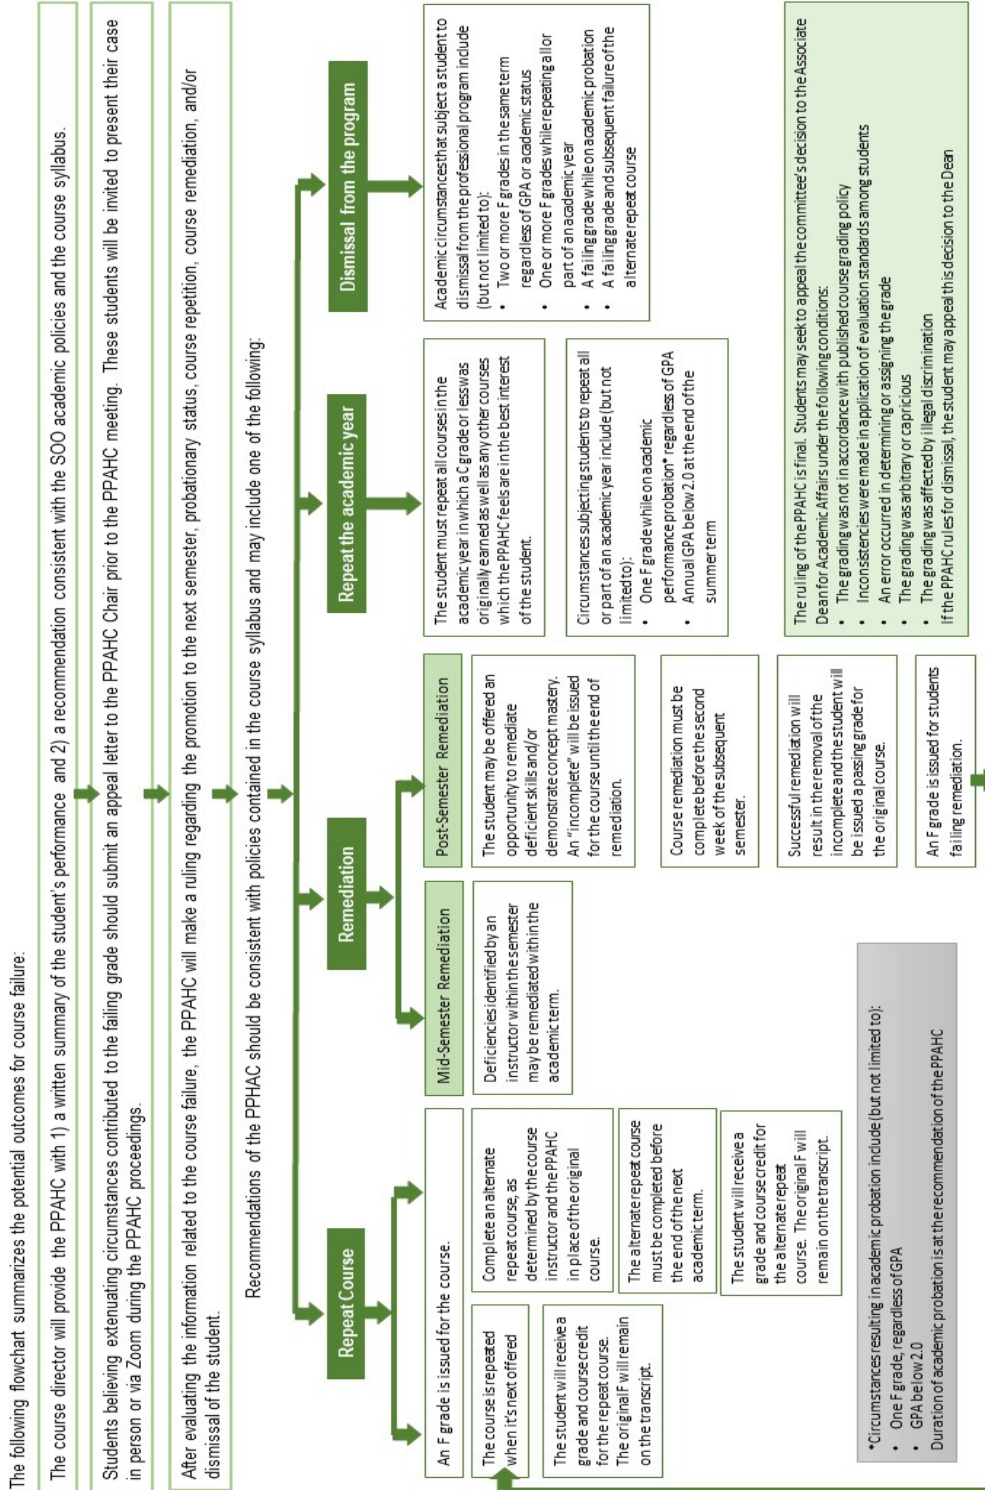 The following flowchart summarizes the potential outcomes for course failure:
The course director will provide the PPAHC with 1) a written summary of the student's performance and 2) a recommendation consistent with the SOO academic policies and the course syllabus.
Students believing extenuating circumstances contributed to the failing grade should submit an appeal letter to the PPAHC Chair prior to the PPAHC meeting. These students will be invited to present their case
in person or via Zoom during the PPAHC proceedings.
After evaluating the information related to the course failure, the PPAHC will make a ruling regarding the promotion to the next semester, probationary status, course repetition, course remediation, and/or
dismissal of the student.
Recommendations of the PPHAC should be consistent with policies contained in the course syllabus and may include one of the following:
Repeat Course
An F grade is issued for the course.
The course is repeated
when it's next offered
The student will receive a
grade and course credit
for the repeat course.
The original F will remain
on the transcript.
Complete an alternate
repeat course, as
determined by the course
instructor and the PPAHC
in place of the original
course.
The alternate repeat course
must be completed before
the end of the next
academic term.
The student will receive a
grade and course credit for
the alternate repeat
course. The original F will
remain on the transcript.
Remediation
Mid-Semester Remediation
Deficiencies identified by an
instructor within the semester
may be remediated within the
academic term.
Post-Semester Remediation
The student may be offered an
opportunity to remediate
deficient skills and/or
demonstrate concept mastery.
An "incomplete" will be issued
for the course until the end of
remediation.
Course remediation must be
complete before the second
week of the subsequent
semester.
Successful remediation will
result in the removal of the
incomplete and the student will
be issued a passing grade for
the original course.
An F grade is issued for students
failing remediation.
Repeat the academic year
The student must repeat all courses in the
academic year in which a C grade or less was
originally earned as well as any other courses
which the PPAHC feels are in the best interest
of the student.
Circumstances subjecting students to repeat all
or part of an academic year include (but not
limited to):
• One F grade while on academic
performance probation* regardless of GPA
• Annual GPA below 2.0 at the end of the
summer term
Dismissal from the program
Academic circumstances that subject a student to
dismissal from the professional program include
(but not limited to):
• Two or more F grades in the same term
regardless of GPA or academic status
• One or more F grades while repeating all or
part of an academic year
• A failing grade while on academic probation
• A failing grade and subsequent failure of the
alternate repeat course
*Circumstances resulting in academic probation include (but not limited to):
• One F grade, regardless of GPA
• GPA below 2.0
Duration of academic probation is at the recommendation of the PPAHC
The ruling of the PPAHC is final. Students may seek to appeal the committee's decision to the Associate
Dean for Academic Affairs under the following conditions:
• The grading was not in accordance with published course grading policy
• Inconsistencies were made in application of evaluation standards among students
• An error occurred in determining or assigning the grade
• The grading was arbitrary or capricious
• The grading was affected by illegal discrimination
If the PPAHC rules for dismissal, the student may appeal this decision to the Dean